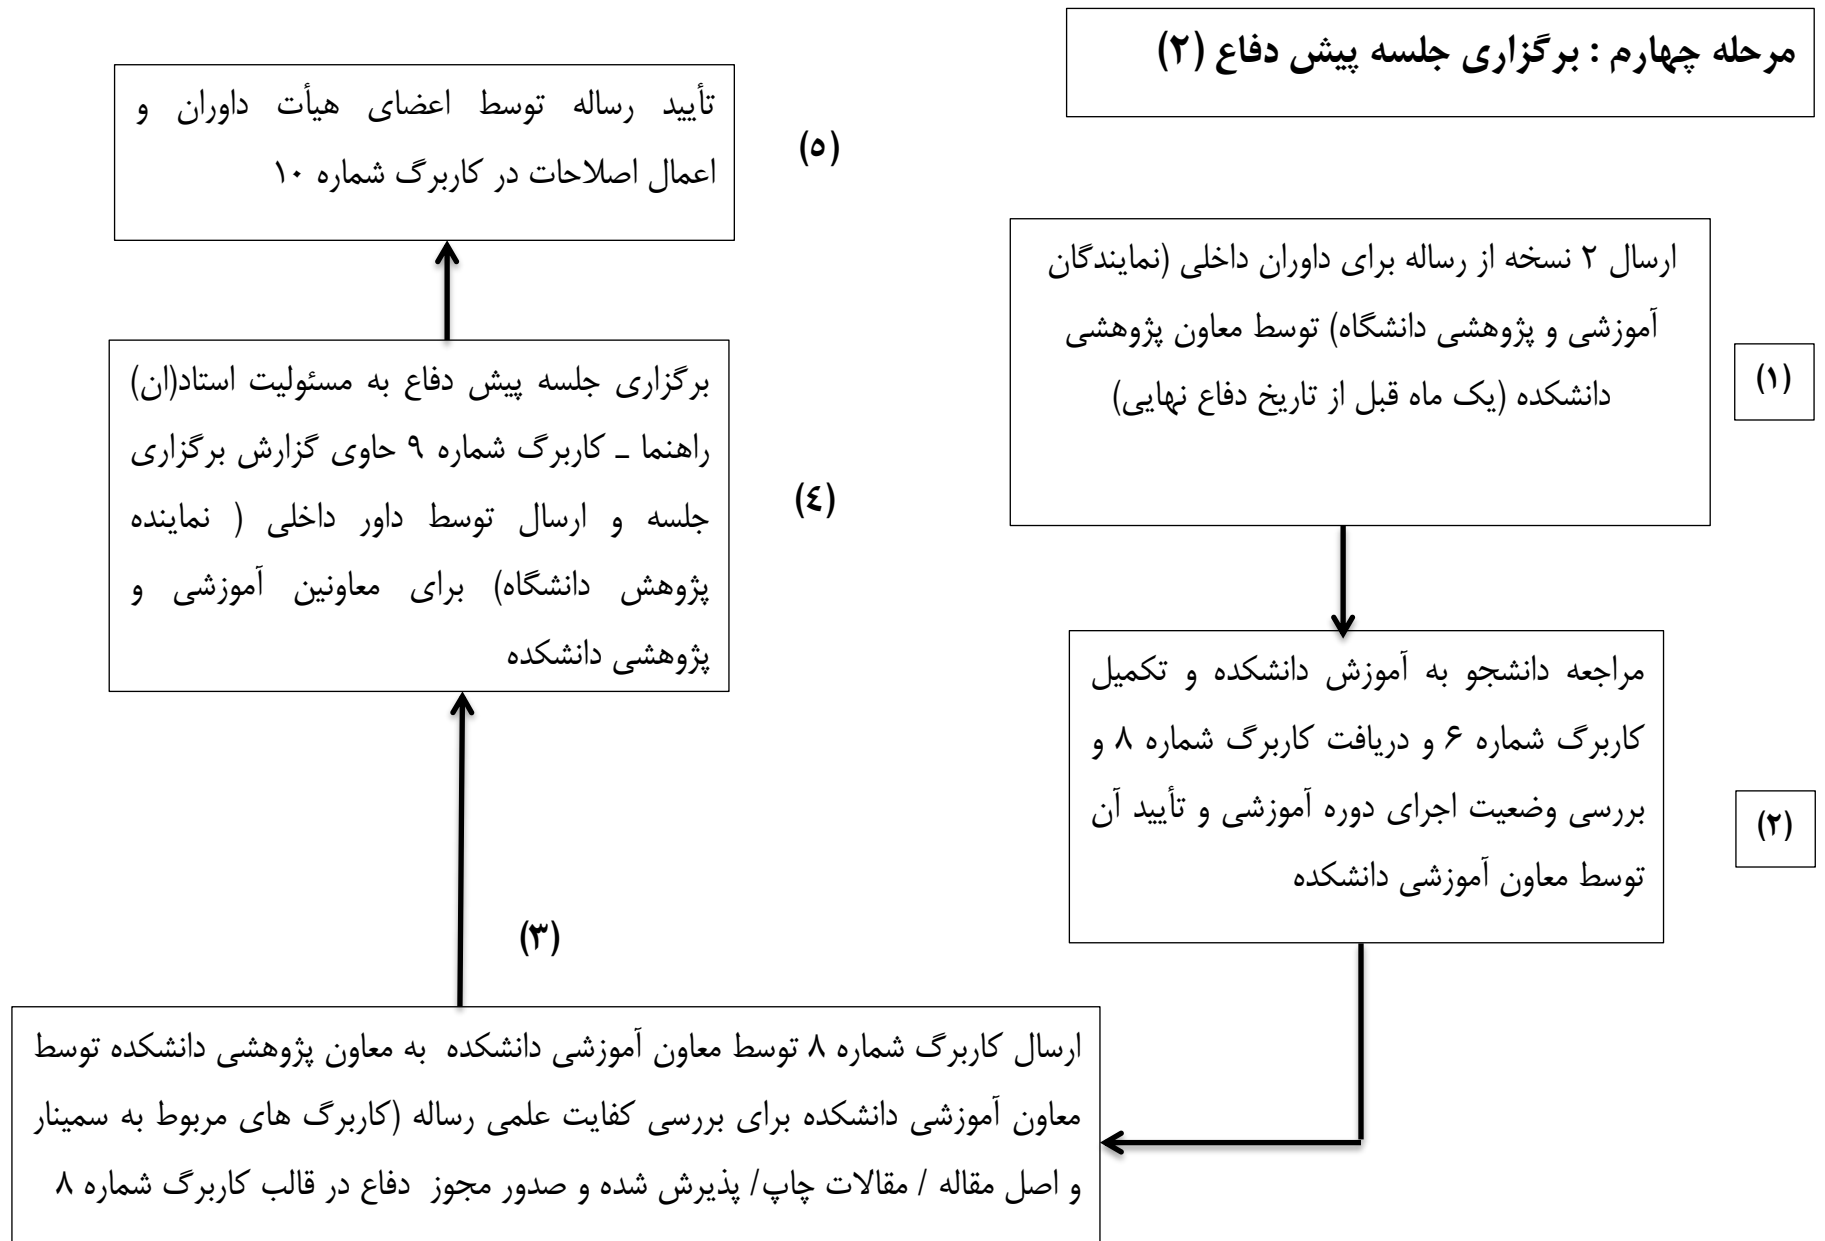 مرحله چهارم : برگزاری جلسه پیش دفاع (۲)
(۱)
ارسال ۲ نسخه از رساله برای داوران داخلی (نمایندگان
آموزشی و پژوهشی دانشگاه) توسط معاون پژوهشی
دانشکده (یک ماه قبل از تاریخ دفاع نهایی)
(۲)
مراجعه دانشجو به آموزش دانشکده و تکمیل
کاربرگ شماره ۶ و دریافت کاربرگ شماره ۸ و
بررسی وضعیت اجرای دوره آموزشی و تأیید آن
توسط معاون آموزشی دانشکده
(۳)
ارسال کاربرگ شماره ۸ توسط معاون آموزشی دانشکده به معاون پژوهشی دانشکده توسط
معاون آموزشی دانشکده برای بررسی کفایت علمی رساله (کاربرگ های مربوط به سمینار
و اصل مقاله / مقالات چاپ/ پذیرش شده و صدور مجوز دفاع در قالب کاربرگ شماره ۸
(٤)
برگزاری جلسه پیش دفاع به مسئولیت استاد(ان)
راهنما ـ کاربرگ شماره ۹ حاوی گزارش برگزاری
جلسه و ارسال توسط داور داخلی ( نماینده
پژوهش دانشگاه) برای معاونین آموزشی و
پژوهشی دانشکده
(٥)
تأیید رساله توسط اعضای هیأت داوران و
اعمال اصلاحات در کاربرگ شماره ۱۰